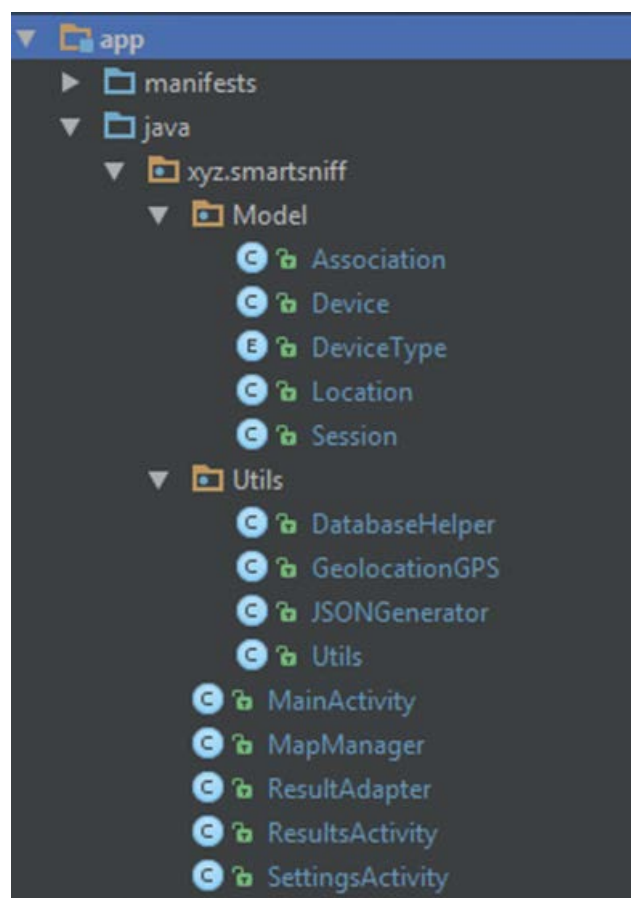 app
manifests
java
xyz.smartsniff
Model
C Association
C Device
E DeviceType
C Location
C Session
Utils
C DatabaseHelper
C GeolocationGPS
C JSONGenerator
C Utils
C MainActivity
C MapManager
C ResultAdapter
C ResultsActivity
C SettingsActivity